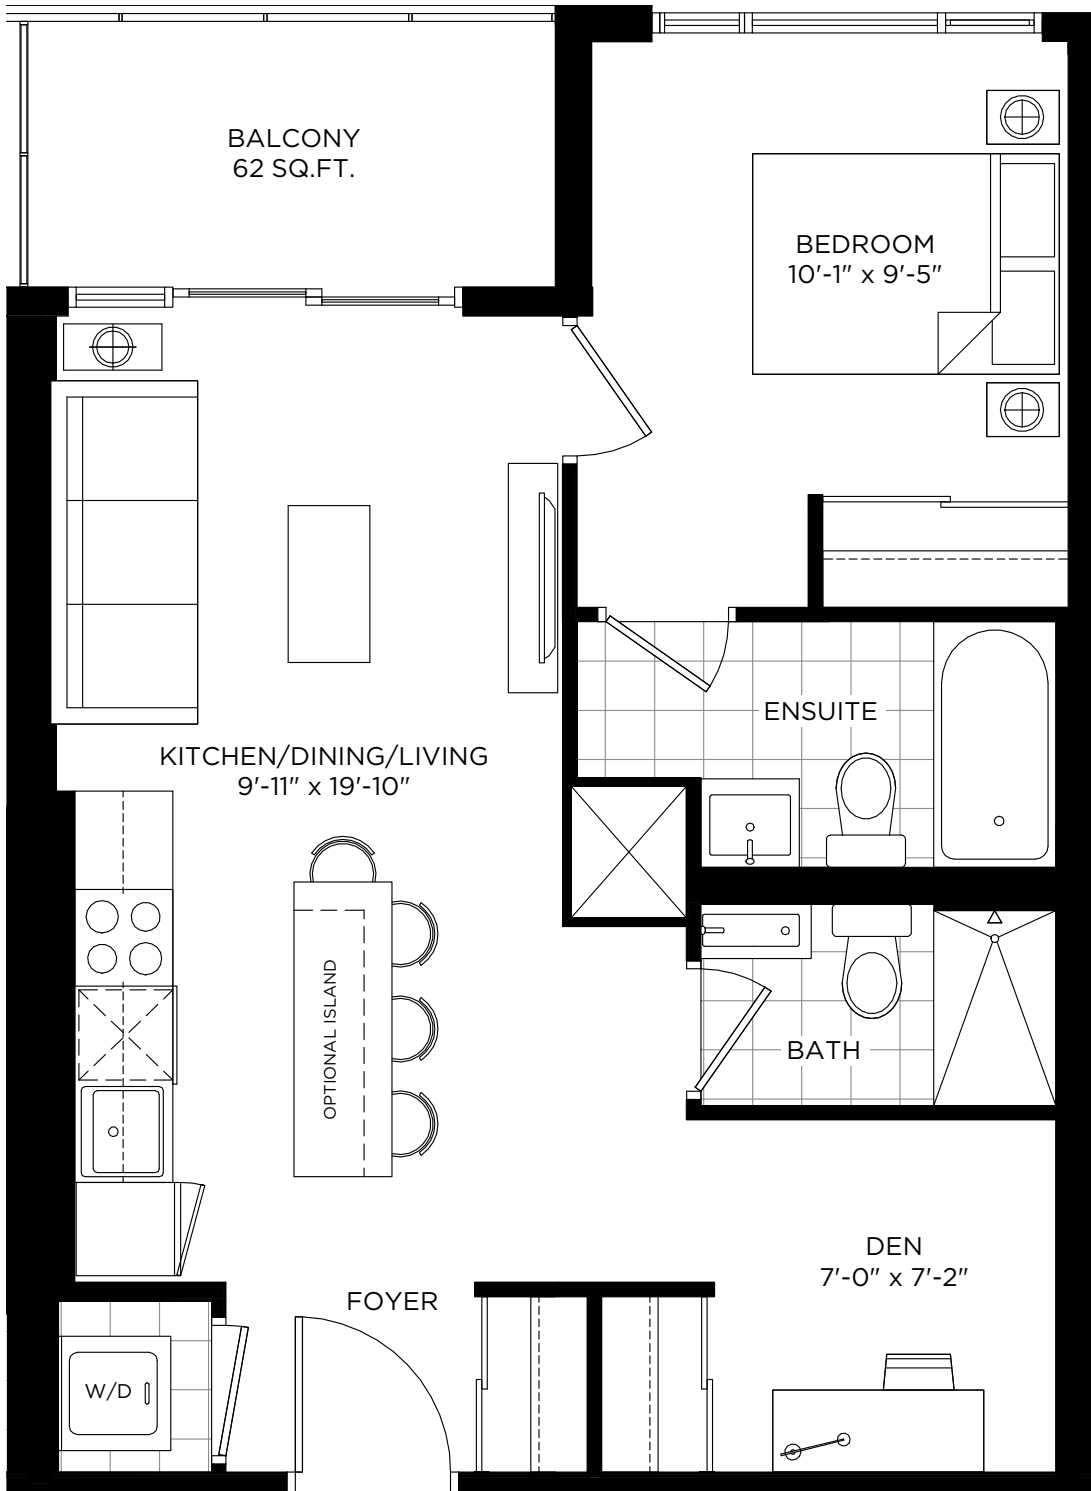 BALCONY
62 SQ.FT.
BEDROOM
10'-1" x 9'-5"
ENSUITE
KITCHEN/DINING/LIVING
9'-11" x 19'-10"
OPTIONAL ISLAND
BATH
DEN
7'-0" x 7'-2"
FOYER
W/D